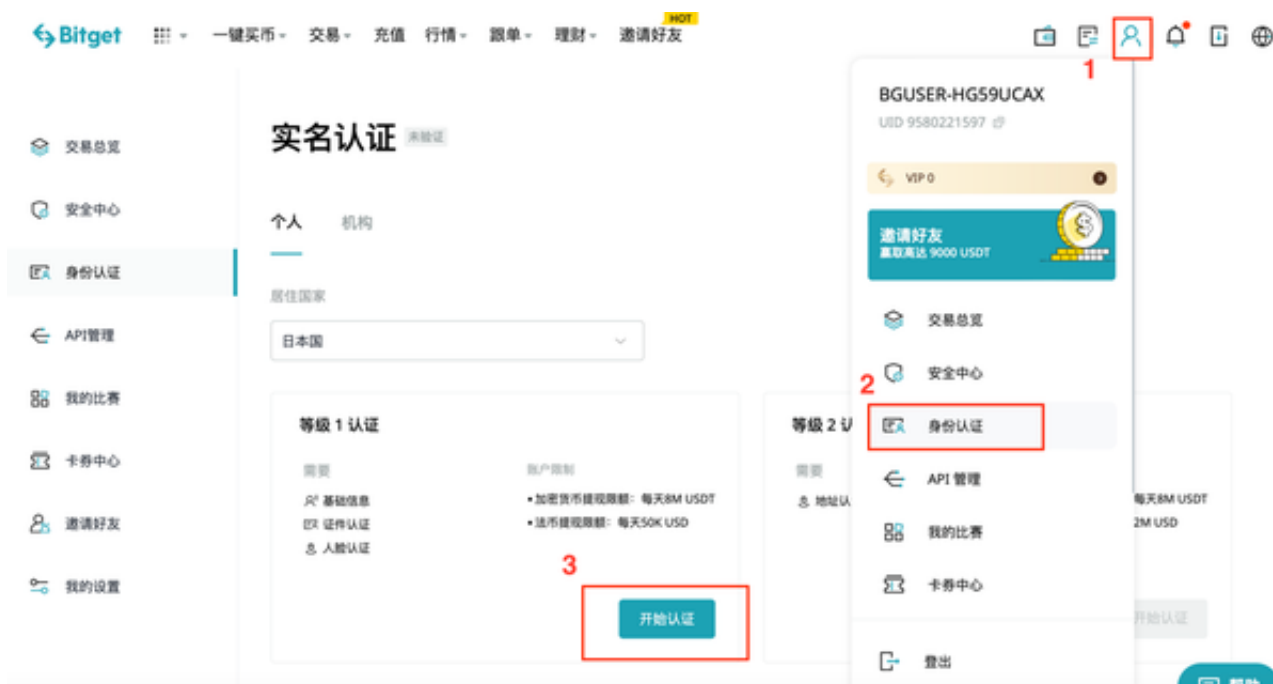 Bitget 一键买币 交易 充值 行情 跟单 理财 邀请好友 HOT
1
BGUSER-HG59UCAX
UID 9580221597
VIP 0
邀请好友
赢取高达 9000 USDT
交易总览
安全中心
2
身份认证
API 管理
我的比赛
卡券中心
登出
交易总览
安全中心
身份认证
API管理
我的比赛
卡券中心
邀请好友
我的设置
实名认证 未验证
个人 机构
居住国家
日本国
等级 1 认证
需要
基础信息
证件认证
人脸认证
账户限制
•加密货币提现限额：每天8M USDT
•法币提现限额：每天50K USD
3
开始认证
等级 2 认
需要
地址认
每天8M USDT
2M USD
开始认证
帮助